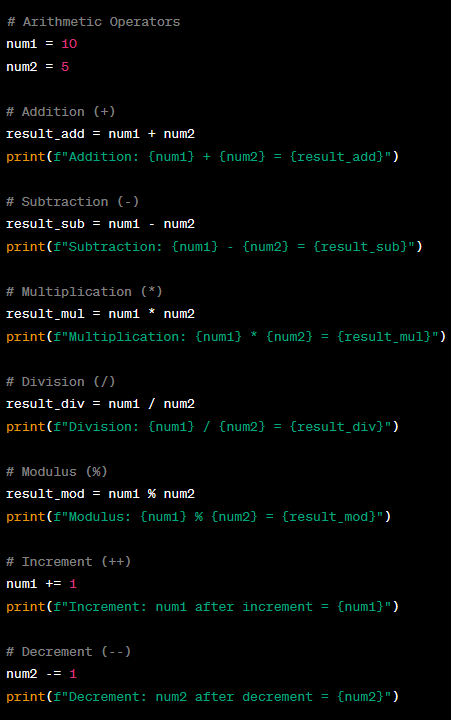 # Arithmetic Operators
num1 = 10
num2 = 5

# Addition (+)
result_add = num1 + num2
print(f"Addition: {num1} + {num2} = {result_add}")

# Subtraction (-)
result_sub = num1 - num2
print(f"Subtraction: {num1} - {num2} = {result_sub}")

# Multiplication (*)
result_mul = num1 * num2
print(f"Multiplication: {num1} * {num2} = {result_mul}")

# Division (/)
result_div = num1 / num2
print(f"Division: {num1} / {num2} = {result_div}")

# Modulus (%)
result_mod = num1 % num2
print(f"Modulus: {num1} % {num2} = {result_mod}")

# Increment (++)
num1 += 1
print(f"Increment: num1 after increment = {num1}")

# Decrement (--)
num2 -= 1
print(f"Decrement: num2 after decrement = {num2}")